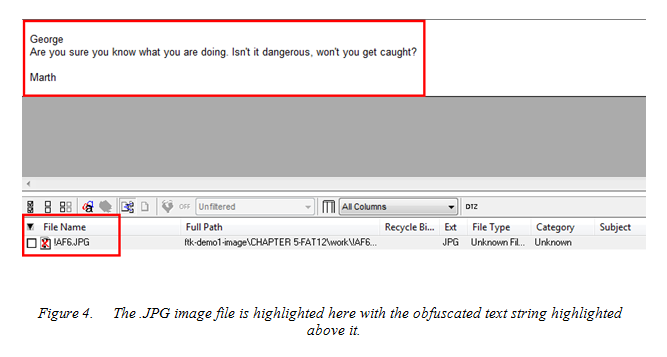 George
Are you sure you know what you are doing. Isn't it dangerous, won't you get caught?
Marth
OFF Unfiltered All Columns DTZ
File Name Full Path Recycle Bi... Ext File Type Category Subject
!AF6.JPG ftk-demo1-image\CHAPTER 5-FAT12\work\!AF6... JPG Unknown Fil... Unknown
Figure 4. The .JPG image file is highlighted here with the obfuscated text string highlighted
above it.